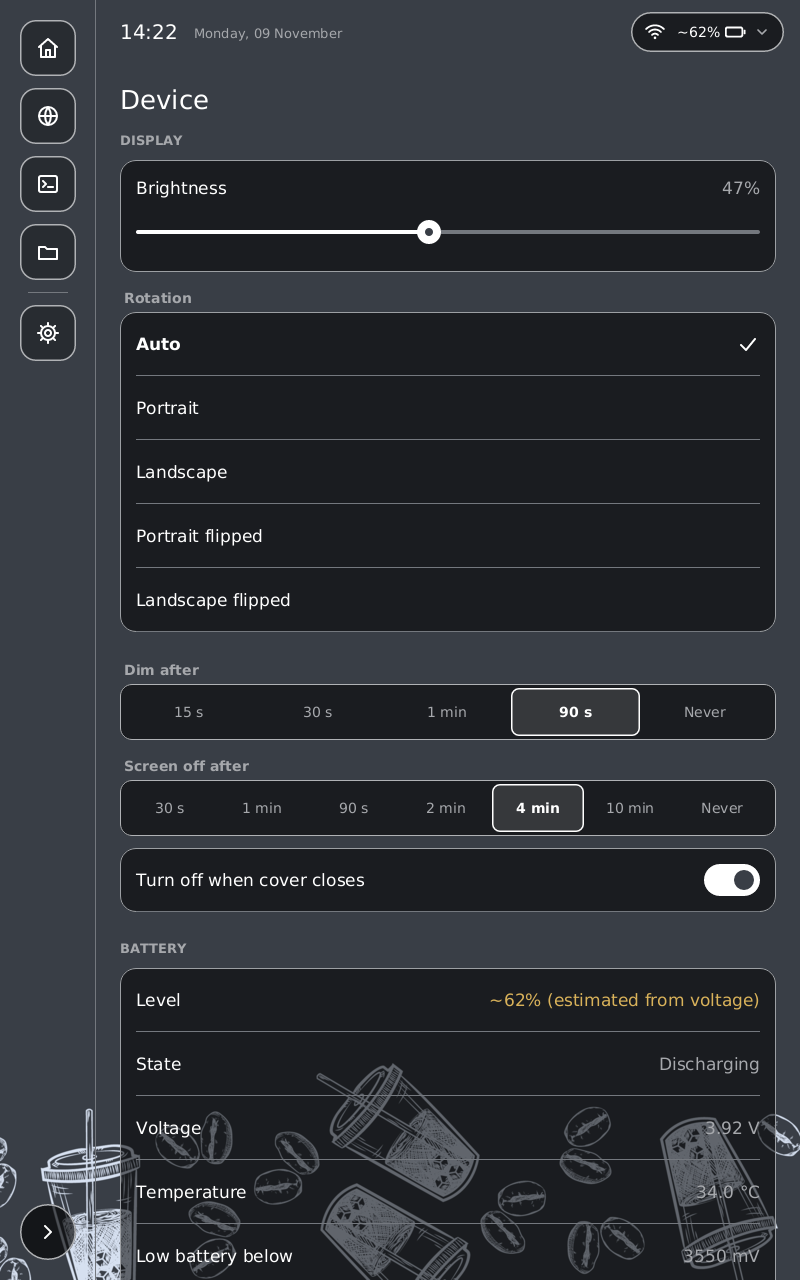 14:22 Monday, 09 November ~62%
Device
DISPLAY
Brightness 47%
Rotation
Auto
Portrait
Landscape
Portrait flipped
Landscape flipped
Dim after
15 s 30 s 1 min 90 s Never
Screen off after
30 s 1 min 90 s 2 min 4 min 10 min Never
Turn off when cover closes
BATTERY
Level ~62% (estimated from voltage)
State Discharging
Voltage 3.92 V
Temperature 34.0 °C
Low battery below 3550 mV